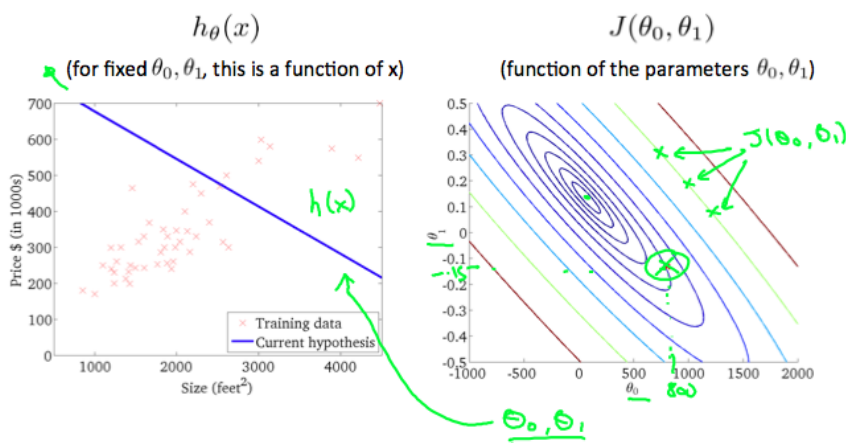 hθ(x)
(for fixed θ0, θ1, this is a function of x)
700
600
500
400
300
200
100
0
Price $ (in 1000s)
1000
2000
3000
4000
Size (feet²)
h(x)
Training data
Current hypothesis
J(θ0, θ1)
(function of the parameters θ0, θ1)
0.5
0.4
0.3
0.2
0.1
0
-0.1
-0.2
-0.3
-0.4
-0.5
θ1
-.15
-1000
-500
0
500
1000
1500
2000
θ0
800
J(θ0, θ1)
θ0, θ1